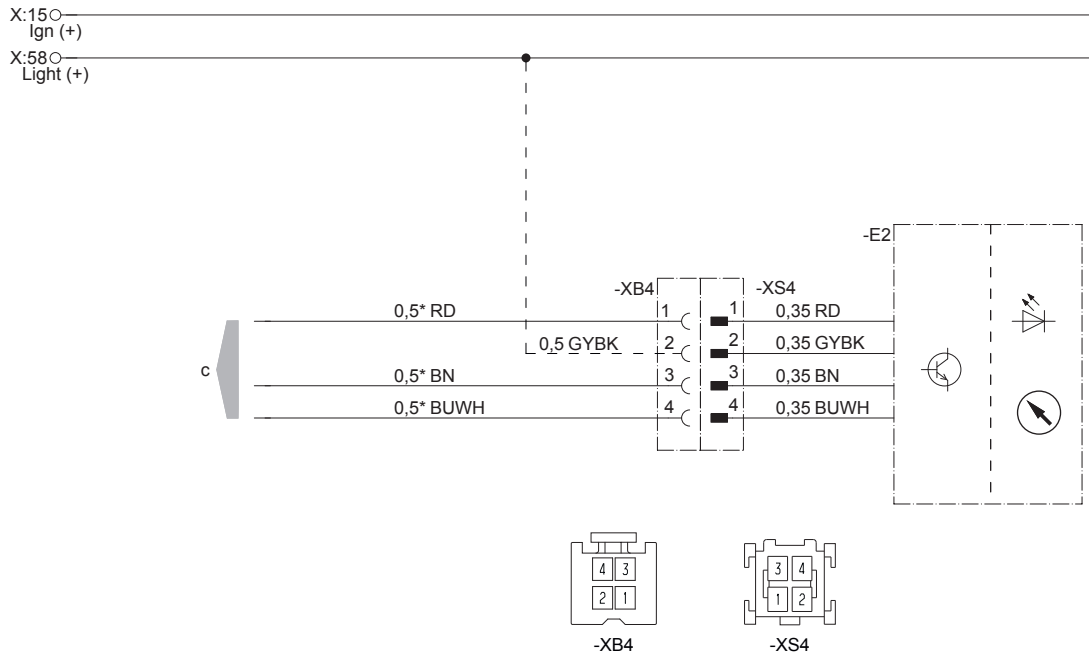 X:15
Ign (+)
X:58
Light (+)
-E2
-XB4 -XS4
0,5* RD 1 1 0,35 RD
0,5 GYBK 2 2 0,35 GYBK
c
0,5* BN 3 3 0,35 BN
0,5* BUWH 4 4 0,35 BUWH
4 3 3 4
2 1 1 2
-XB4 -XS4